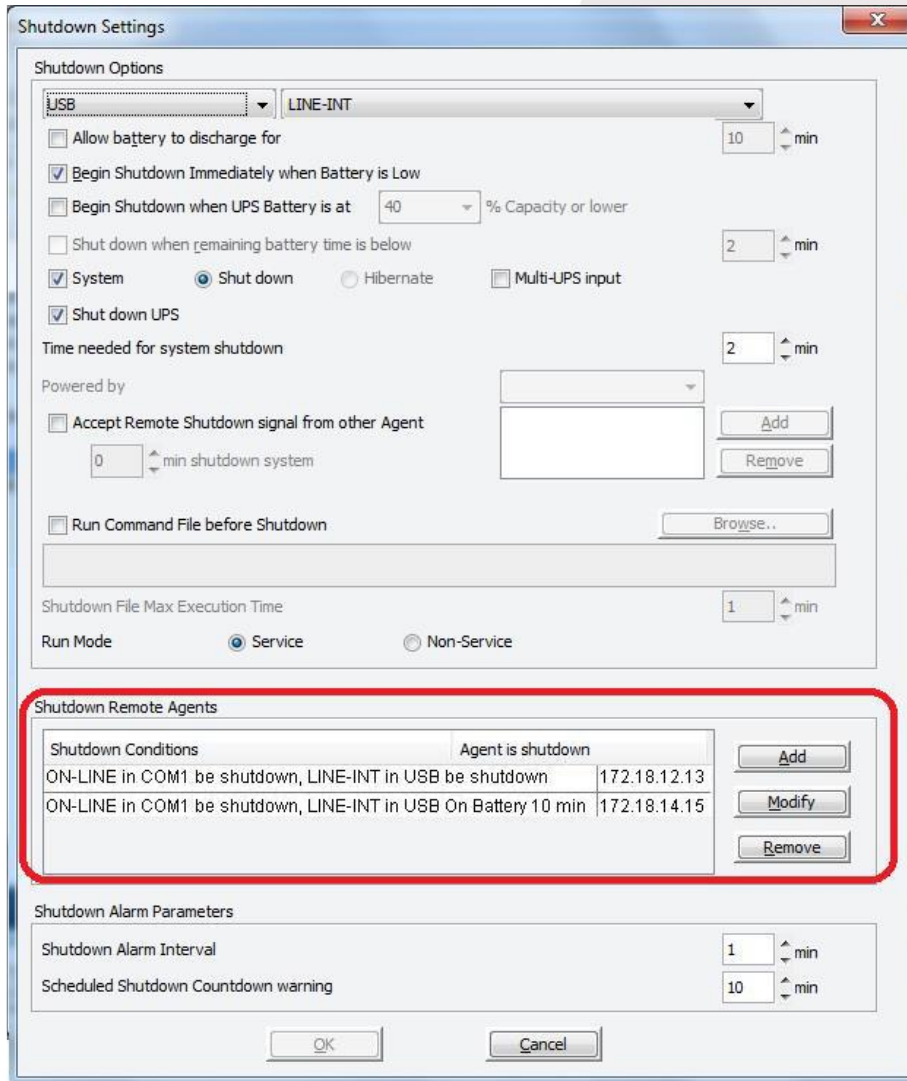 Shutdown Settings
Shutdown Options
USB LINE-INT
Allow battery to discharge for 10 min
Begin Shutdown Immediately when Battery is Low
Begin Shutdown when UPS Battery is at 40 % Capacity or lower
Shut down when remaining battery time is below 2 min
System Shut down Hibernate Multi-UPS input
Shut down UPS
Time needed for system shutdown 2 min
Powered by
Accept Remote Shutdown signal from other Agent Add
0 min shutdown system Remove
Run Command File before Shutdown Browse..
Shutdown File Max Execution Time 1 min
Run Mode Service Non-Service
Shutdown Remote Agents
Shutdown Conditions Agent is shutdown
Add
ON-LINE in COM1 be shutdown, LINE-INT in USB be shutdown 172.18.12.13
ON-LINE in COM1 be shutdown, LINE-INT in USB On Battery 10 min 172.18.14.15
Modify
Remove
Shutdown Alarm Parameters
Shutdown Alarm Interval 1 min
Scheduled Shutdown Countdown warning 10 min
OK Cancel